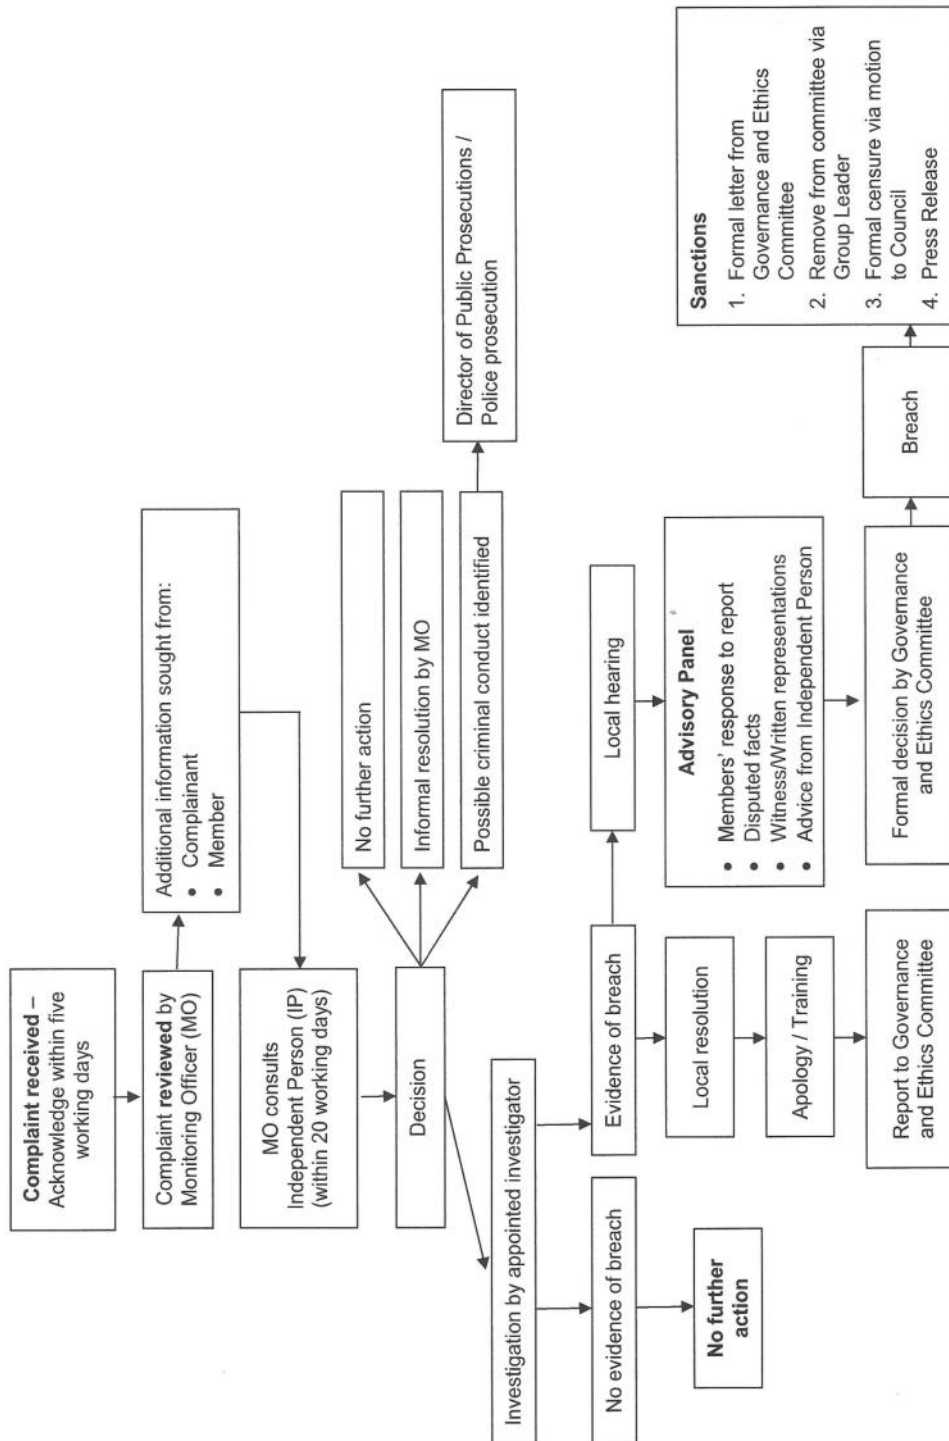 Complaint received –
Acknowledge within five
working days
Complaint reviewed by
Monitoring Officer (MO)
Additional information sought from:
• Complainant
• Member
MO consults
Independent Person (IP)
(within 20 working days)
Decision
No further action
Informal resolution by MO
Possible criminal conduct identified
Director of Public Prosecutions /
Police prosecution
Investigation by appointed investigator
No evidence of breach
No further
action
Evidence of breach
Local resolution
Apology / Training
Report to Governance
and Ethics Committee
Local hearing
Advisory Panel
• Members' response to report
• Disputed facts
• Witness/Written representations
• Advice from Independent Person
Formal decision by Governance
and Ethics Committee
Breach
Sanctions
1. Formal letter from
Governance and Ethics
Committee
2. Remove from committee via
Group Leader
3. Formal censure via motion
to Council
4. Press Release